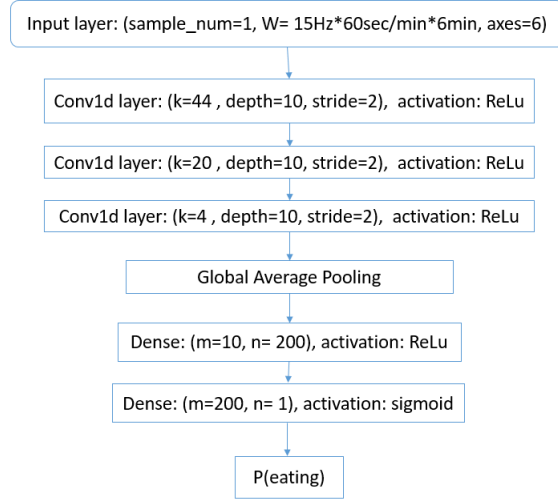 Input layer: (sample_num=1, W= 15Hz*60sec/min*6min, axes=6)
Conv1d layer: (k=44 , depth=10, stride=2), activation: ReLu
Conv1d layer: (k=20 , depth=10, stride=2), activation: ReLu
Conv1d layer: (k=4 , depth=10, stride=2), activation: ReLu
Global Average Pooling
Dense: (m=10, n= 200), activation: ReLu
Dense: (m=200, n= 1), activation: sigmoid
P(eating)